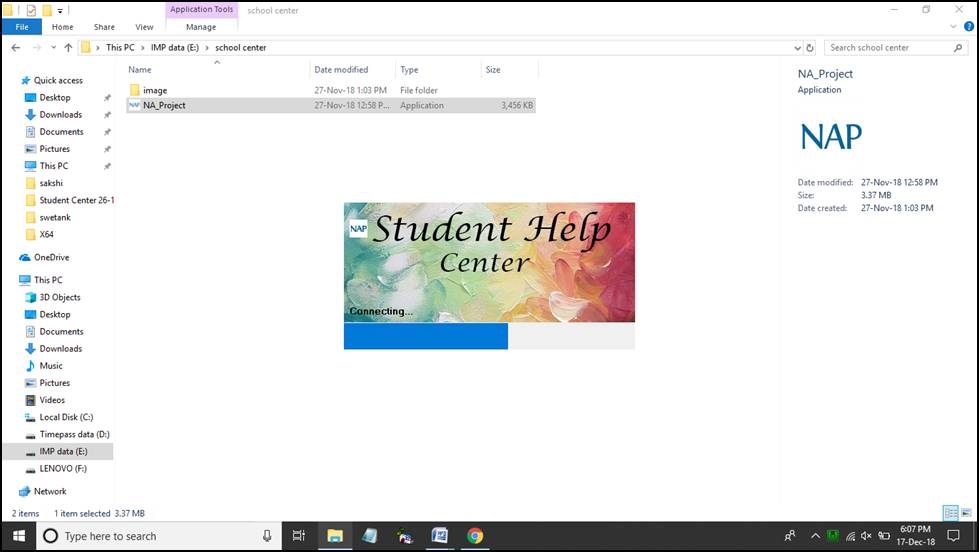 Application Tools
school center
File
Home
Share
View
Manage
This PC
IMP data (E:)
school center
Search school center
Name
Date modified
Type
Size
image
27-Nov-18 1:03 PM
File folder
NA_Project
27-Nov-18 12:58 P...
Application
3,456 KB
Quick access
Desktop
Downloads
Documents
Pictures
This PC
sakshi
Student Center 26-1
swetank
X64
OneDrive
This PC
3D Objects
Desktop
Documents
Downloads
Music
Pictures
Videos
Local Disk (C:)
Timepass data (D:)
IMP data (E:)
LENOVO (F:)
Network
NAP
Student Help
Center
Connecting...
NA_Project
Application
NAP
Date modified: 27-Nov-18 12:58 PM
Size: 3.37 MB
Date created: 27-Nov-18 1:03 PM
2 items 1 item selected 3.37 MB
Type here to search
6:07 PM
17-Dec-18